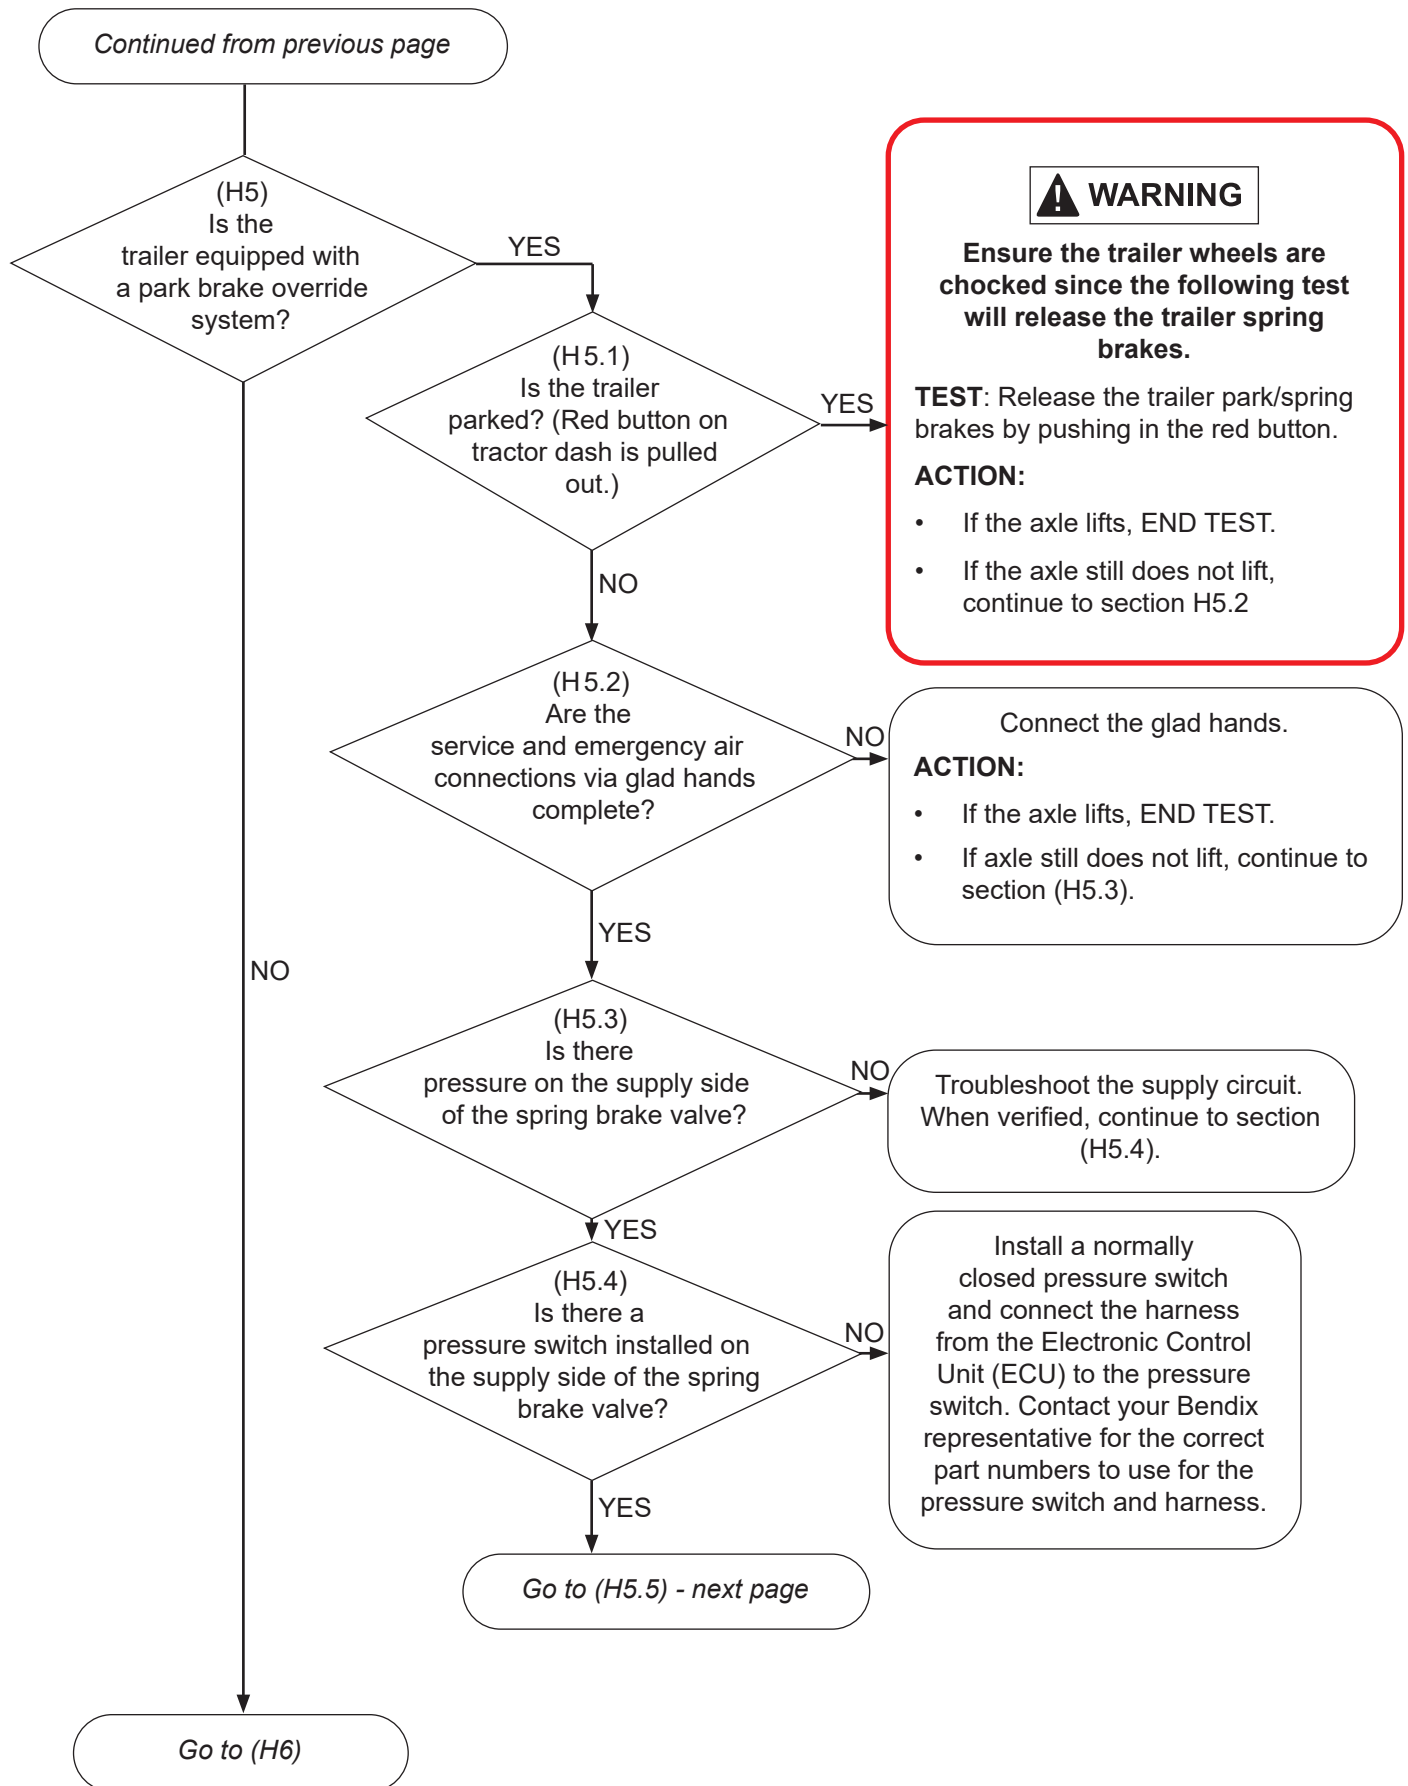 Continued from previous page
(H5)
Is the
trailer equipped with
a park brake override
system?
YES
(H5.1)
Is the trailer
parked? (Red button on
tractor dash is pulled
out.)
YES
WARNING
Ensure the trailer wheels are
chocked since the following test
will release the trailer spring
brakes.
TEST: Release the trailer park/spring
brakes by pushing in the red button.
ACTION:
• If the axle lifts, END TEST.
• If the axle still does not lift,
continue to section H5.2
NO
(H5.2)
Are the
service and emergency air
connections via glad hands
complete?
NO
Connect the glad hands.
ACTION:
• If the axle lifts, END TEST.
• If axle still does not lift, continue to
section (H5.3).
YES
NO
(H5.3)
Is there
pressure on the supply side
of the spring brake valve?
NO
Troubleshoot the supply circuit.
When verified, continue to section
(H5.4).
YES
(H5.4)
Is there a
pressure switch installed on
the supply side of the spring
brake valve?
NO
Install a normally
closed pressure switch
and connect the harness
from the Electronic Control
Unit (ECU) to the pressure
switch. Contact your Bendix
representative for the correct
part numbers to use for the
pressure switch and harness.
YES
Go to (H5.5) - next page
Go to (H6)